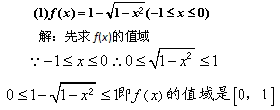 (1) f(x)=1-√(1-x²)(-1≤x≤0)
解：先求 f(x)的值域
∵-1≤x≤0∴0≤√(1-x²)≤1
0≤1-√(1-x²)≤1即f(x)的值域是[0，1]